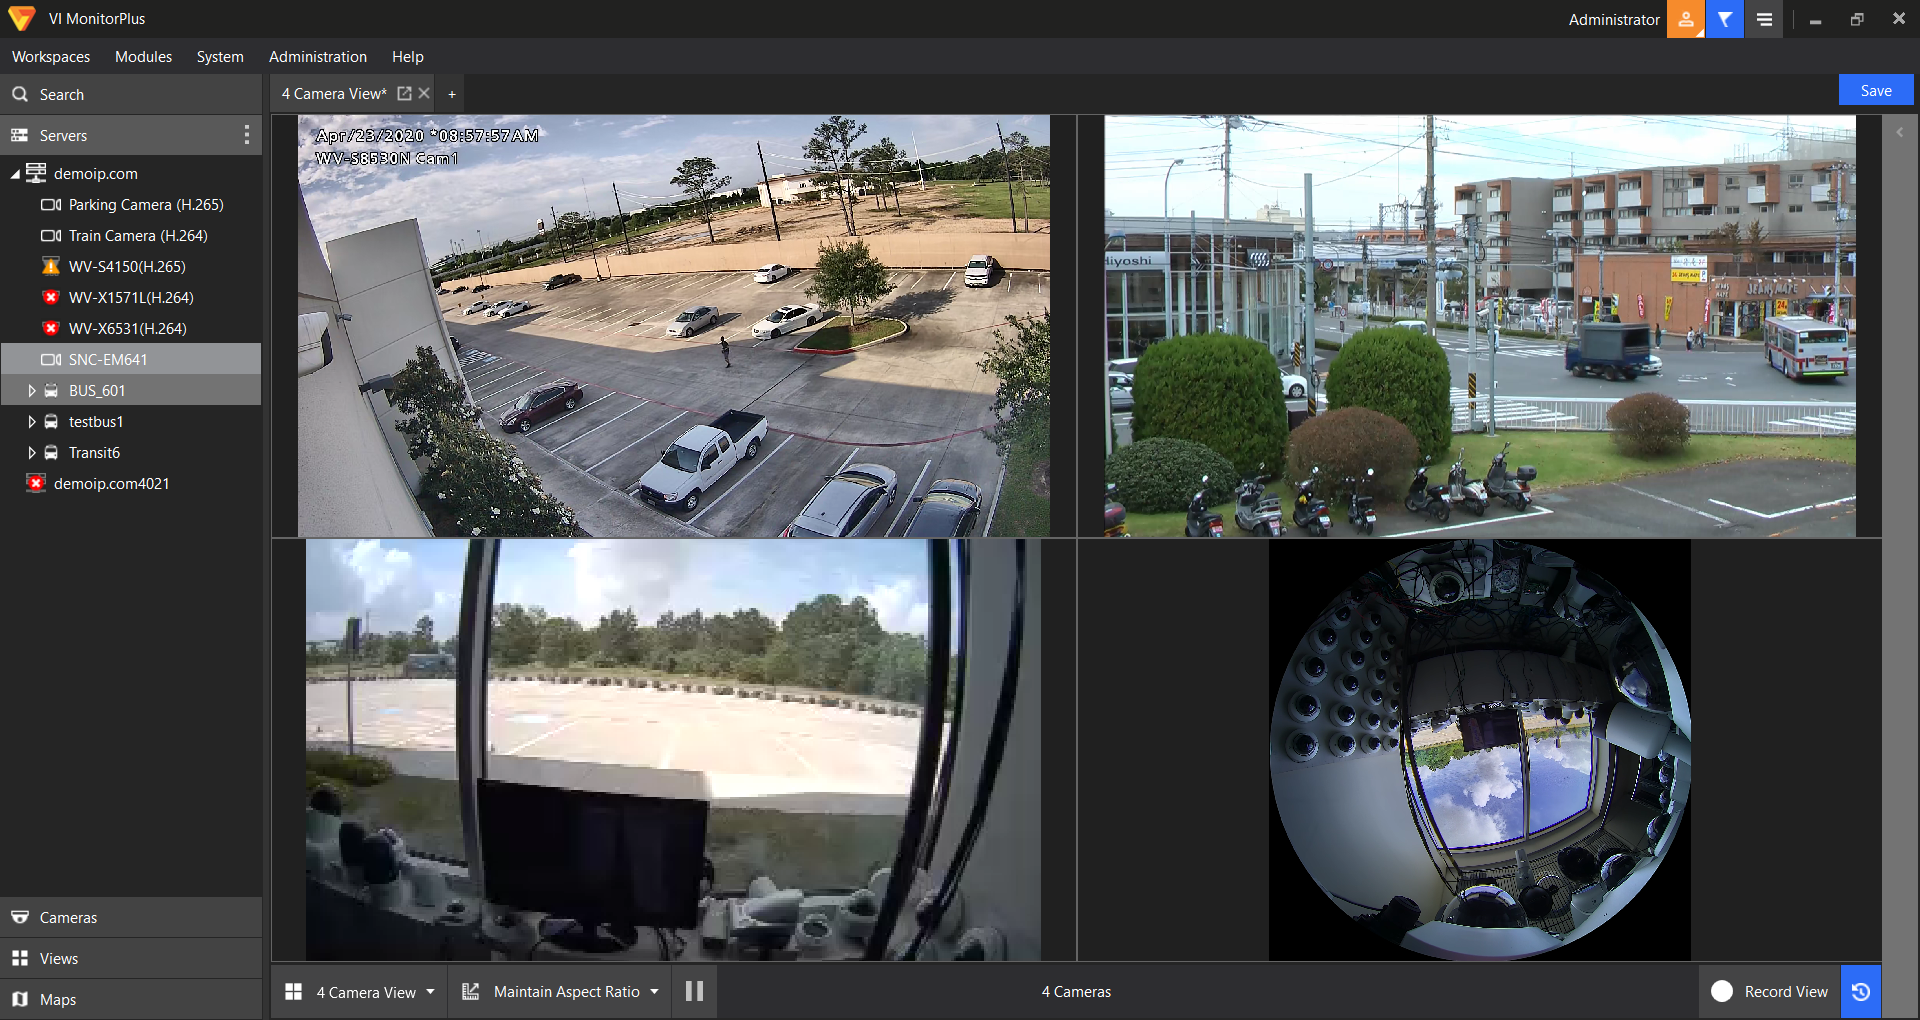 VI MonitorPlus
Administrator
Workspaces Modules System Administration Help
Search
4 Camera View*
+
Save
Servers
demoip.com
Parking Camera (H.265)
Train Camera (H.264)
WV-S4150(H.265)
WV-X1571L(H.264)
WV-X6531(H.264)
SNC-EM641
BUS_601
testbus1
Transit6
demoip.com4021
Apr/23/2020 *08:57:57AM
WV-S8530N Cam1
Hiyoshi
JEANS MATE
Cameras
Views
Maps
4 Camera View
Maintain Aspect Ratio
4 Cameras
Record View